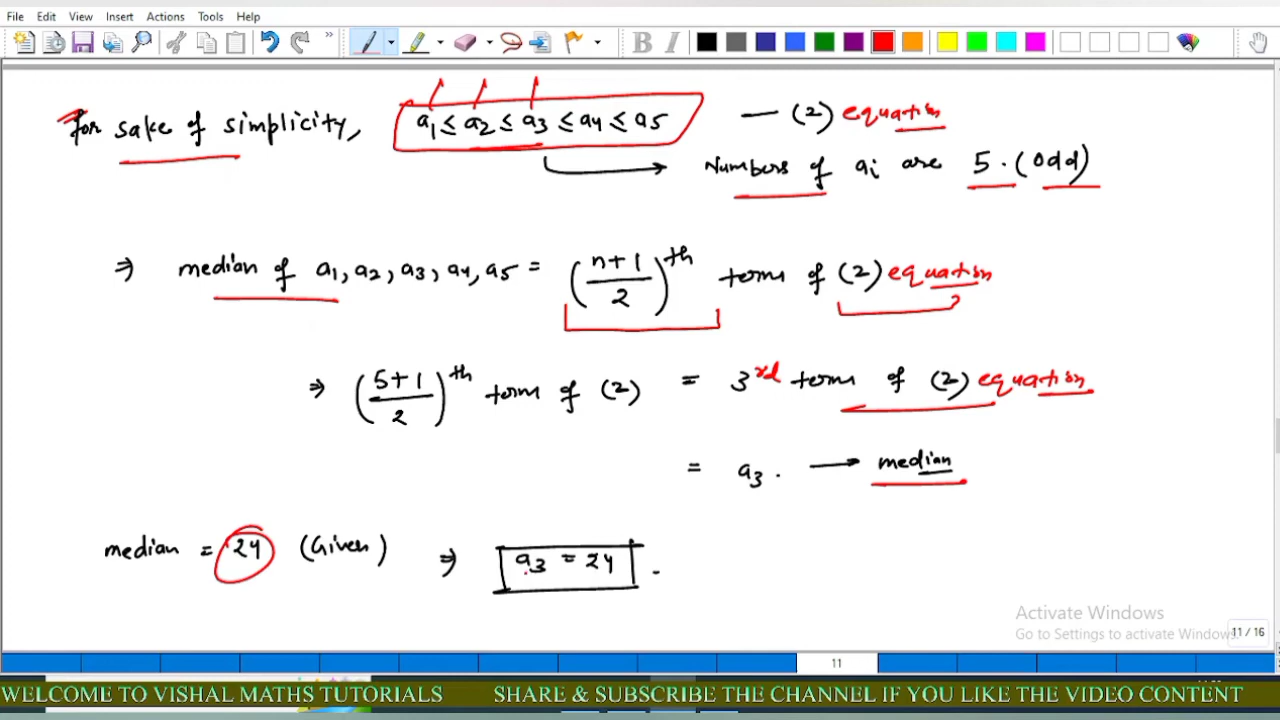 File Edit View Insert Actions Tools Help
For sake of simplicity, a1 ≤ a2 ≤ a3 ≤ a4 ≤ a5 — (2) equation
→ Numbers of ai are 5. (Odd)
⇒ median of a1, a2, a3, a4, a5 = ((n+1)/2)^th term of (2) equation
⇒ ((5+1)/2)^th term of (2) = 3rd term of (2) equation
= a3. → median
median = 24 (Given) ⇒ a3 = 24.
Activate Windows
Go to Settings to activate Windows.
11 / 16
11
WELCOME TO VISHAL MATHS TUTORIALS SHARE & SUBSCRIBE THE CHANNEL IF YOU LIKE THE VIDEO CONTENT